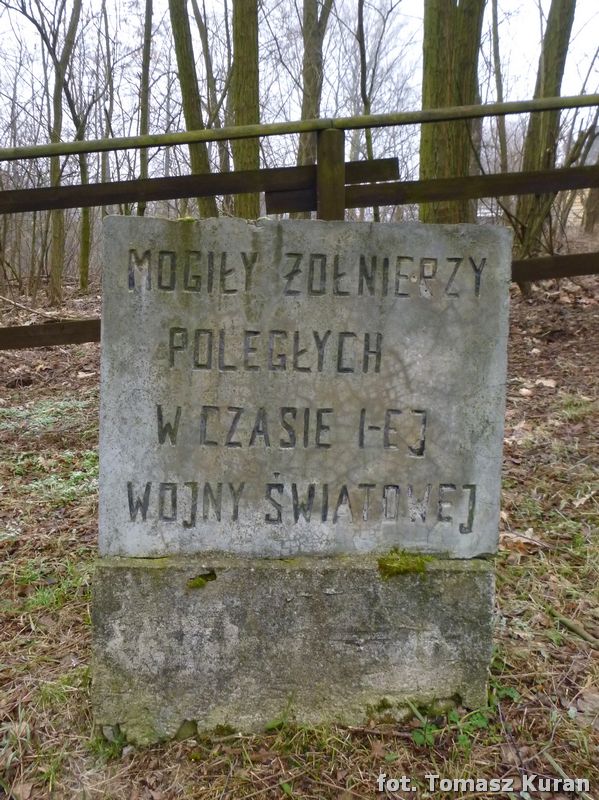 MOGIŁY ŻOŁNIERZY
POLEGŁYCH
W CZASIE I-EJ
WOJNY ŚWIATOWEJ
fot. Tomasz Kuran